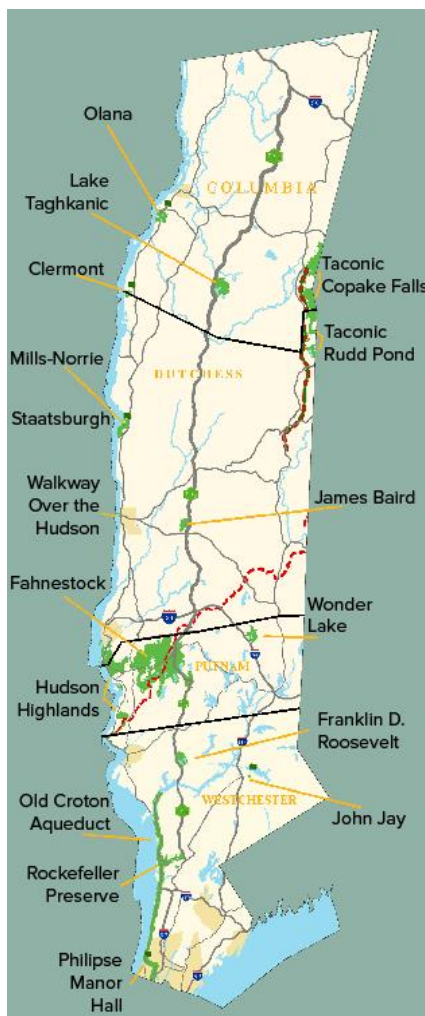 Olana
COLUMBIA
Lake
Taghkanic
Clermont
Taconic
Copake Falls
Taconic
Rudd Pond
Mills-Norrie
DUTCHESS
Staatsburgh
Walkway
Over the
Hudson
James Baird
Fahnestock
Wonder
Lake
PUTNAM
Hudson
Highlands
Franklin D.
Roosevelt
Old Croton
Aqueduct
WESTCHESTER
John Jay
Rockefeller
Preserve
Philipse
Manor
Hall